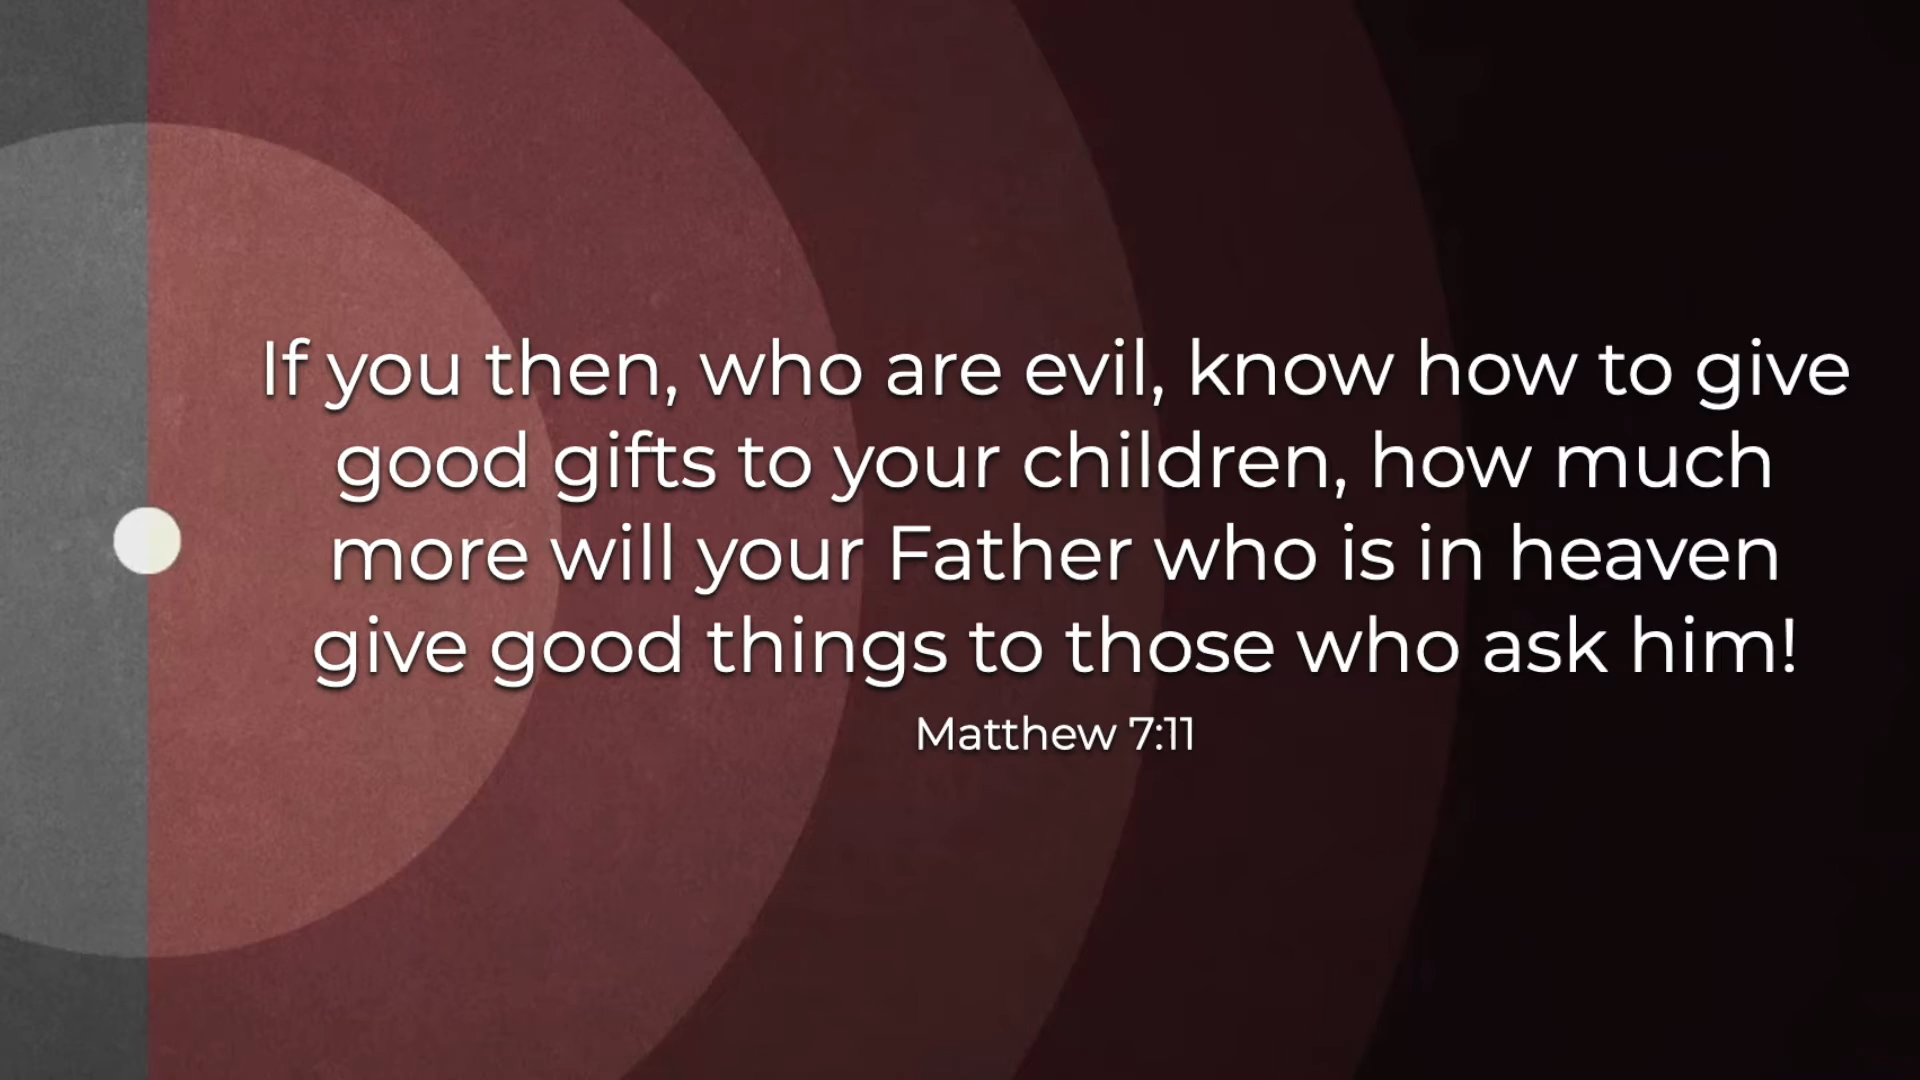 If you then, who are evil, know how to give
good gifts to your children, how much
more will your Father who is in heaven
give good things to those who ask him!
Matthew 7:11